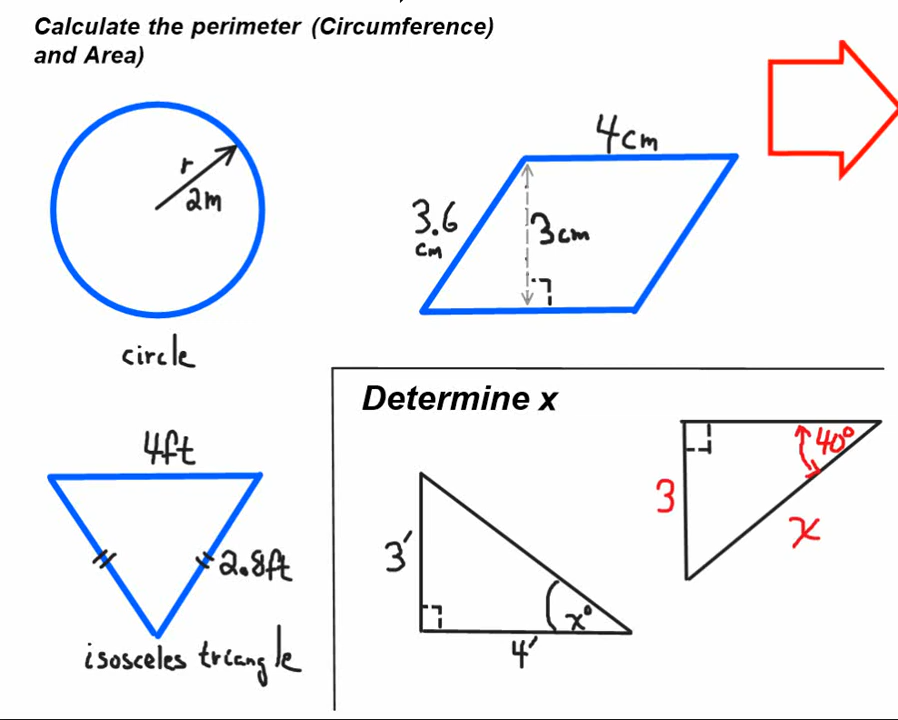 Calculate the perimeter (Circumference)
and Area)
r
2m
circle
4cm
3.6
cm
3cm
4ft
2.8ft
isosceles triangle
Determine x
3′
x°
4′
40°
3
x